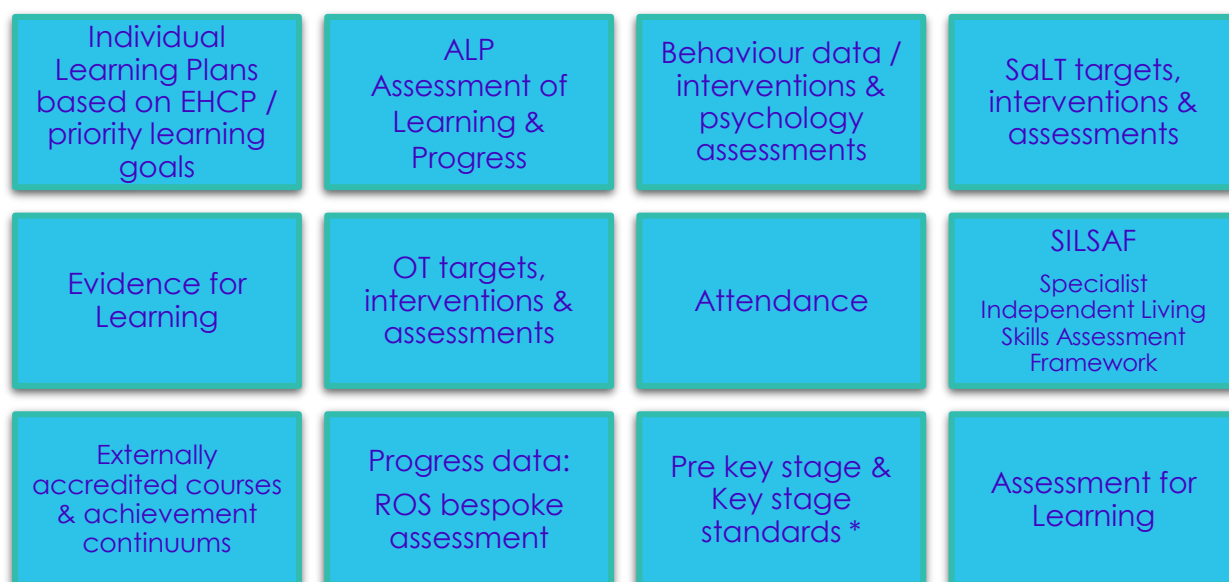 Individual
Learning Plans
based on EHCP /
priority learning
goals
ALP
Assessment of
Learning &
Progress
Behaviour data /
interventions &
psychology
assessments
SaLT targets,
interventions &
assessments
Evidence for
Learning
OT targets,
interventions &
assessments
Attendance
SILSAF
Specialist
Independent Living
Skills Assessment
Framework
Externally
accredited courses
& achievement
continuums
Progress data:
ROS bespoke
assessment
Pre key stage &
Key stage
standards *
Assessment for
Learning